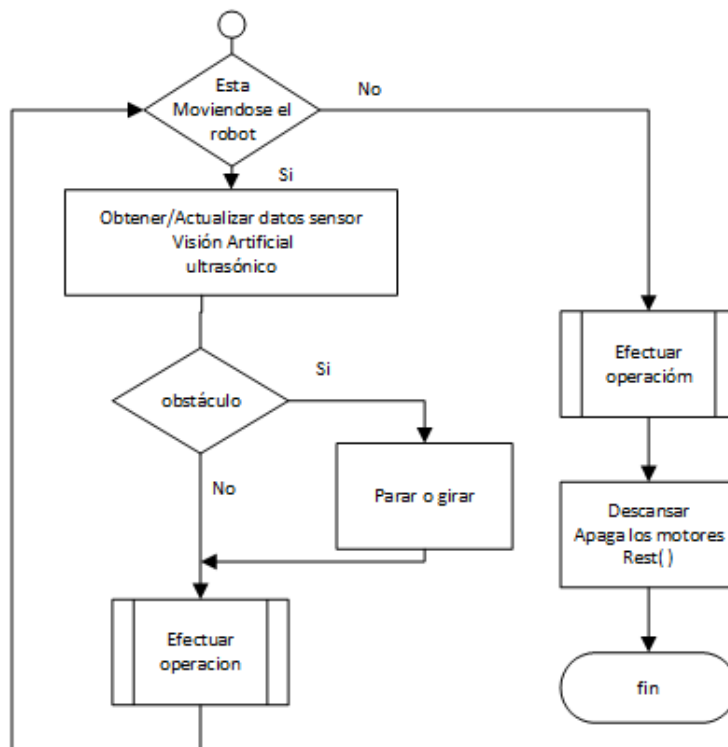 Esta
Moviendose el
robot
No
Si
Obtener/Actualizar datos sensor
Visión Artificial
ultrasónico
obstáculo
Si
No
Parar o girar
Efectuar
operacion
Efectuar
operacióm
Descansar
Apaga los motores
Rest( )
fin